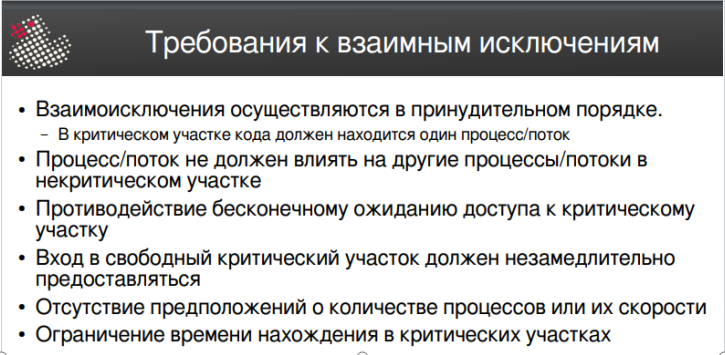 Требования к взаимным исключениям
• Взаимоисключения осуществляются в принудительном порядке.
– В критическом участке кода должен находится один процесс/поток
• Процесс/поток не должен влиять на другие процессы/потоки в
некритическом участке
• Противодействие бесконечному ожиданию доступа к критическому
участку
• Вход в свободный критический участок должен незамедлительно
предоставляться
• Отсутствие предположений о количестве процессов или их скорости
• Ограничение времени нахождения в критических участках